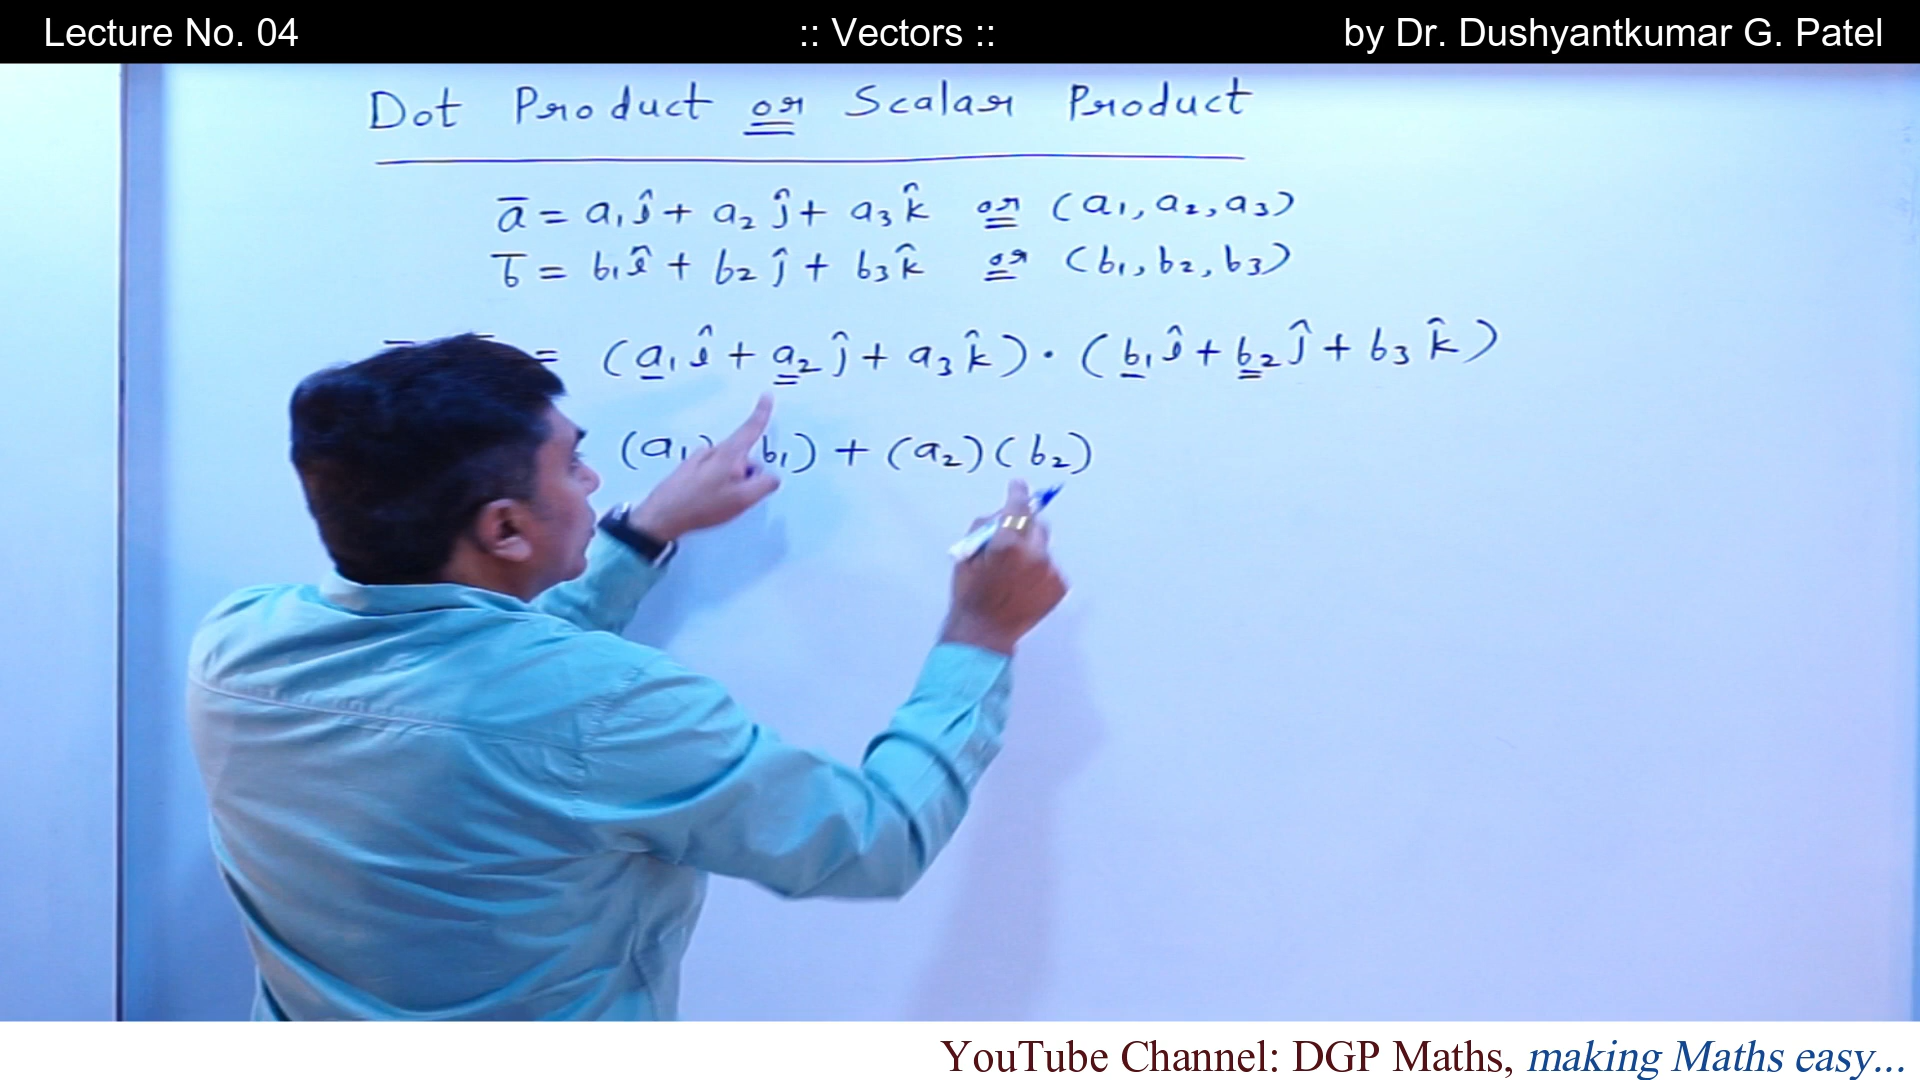 Lecture No. 04 :: Vectors :: by Dr. Dushyantkumar G. Patel
Dot Product or Scalar Product
a̅ = a₁î + a₂ĵ + a₃k̂ or (a₁, a₂, a₃)
b̅ = b₁î + b₂ĵ + b₃k̂ or (b₁, b₂, b₃)
= (a₁î + a₂ĵ + a₃k̂) · (b₁î + b₂ĵ + b₃k̂)
(a₁) b₁) + (a₂)(b₂)
YouTube Channel: DGP Maths, making Maths easy...